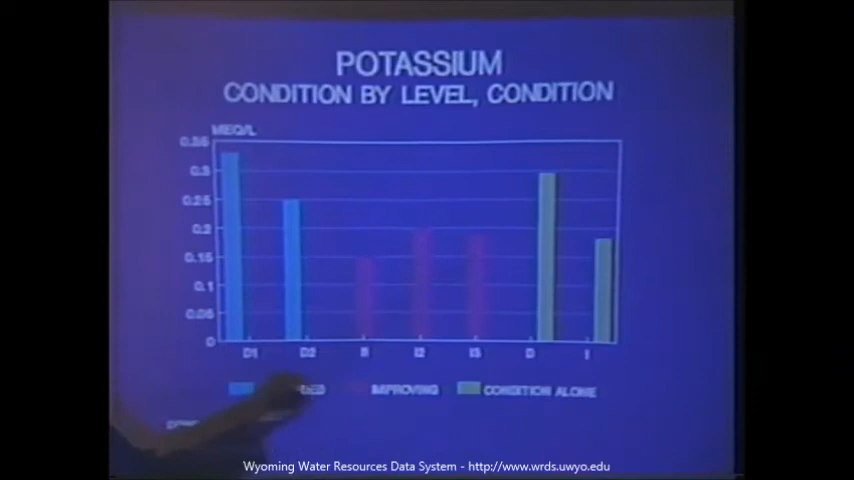 POTASSIUM
CONDITION BY LEVEL, CONDITION
MEQ/L
0.35
0.3
0.25
0.2
0.15
0.1
0.05
0
D1 D2 I2 I3 D I
IMPROVING CONDITION ALONE
Wyoming Water Resources Data System - http://www.wrds.uwyo.edu